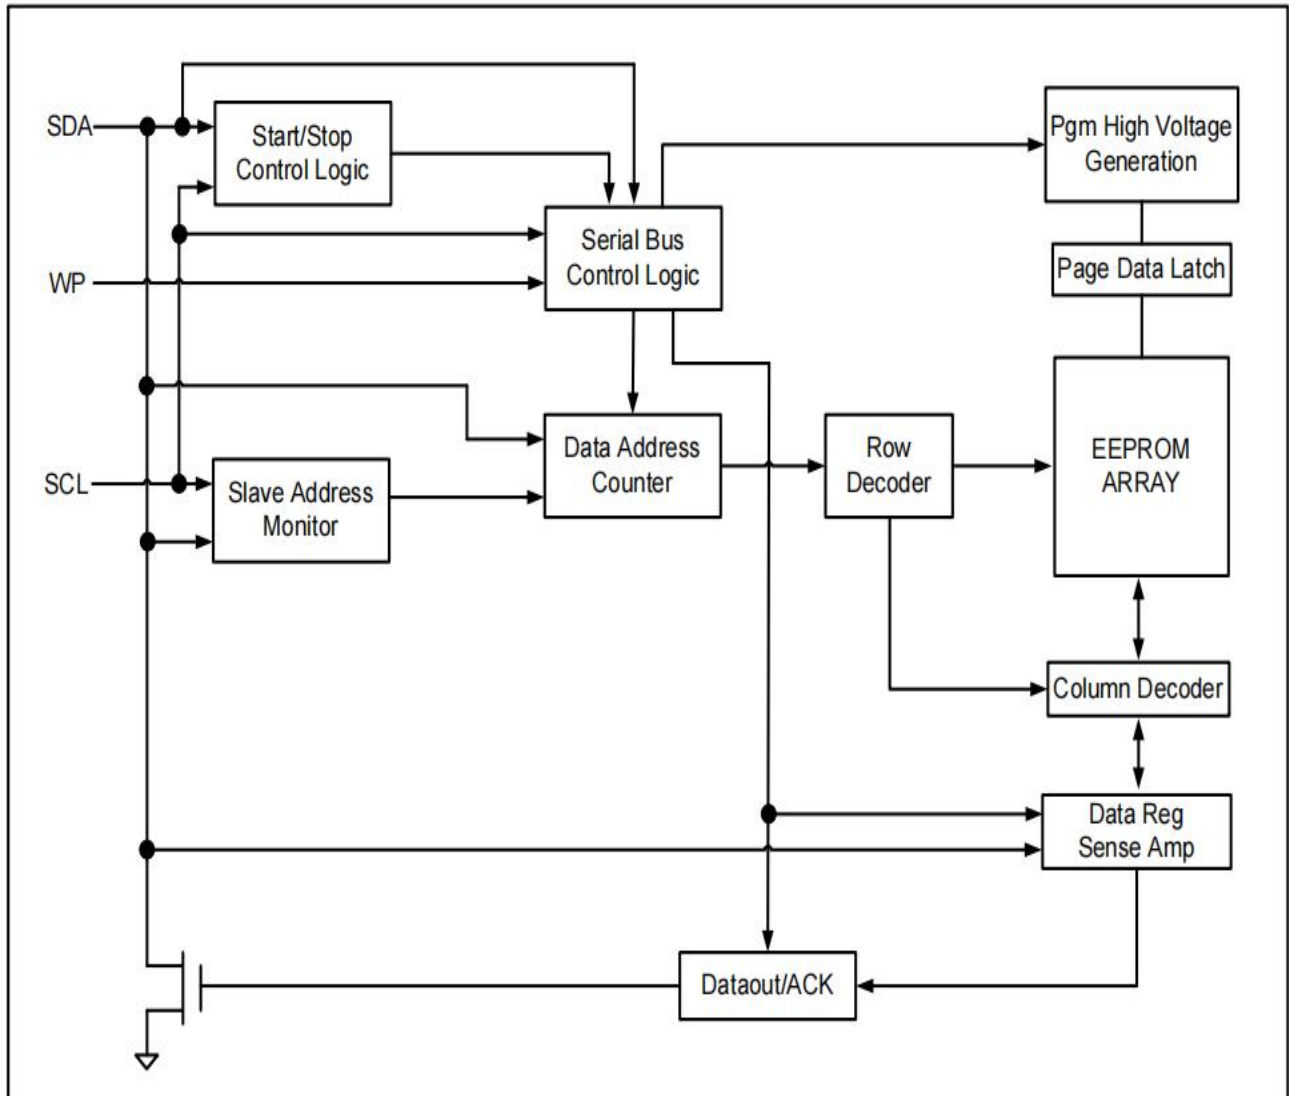 SDA
Start/Stop
Control Logic
Pgm High Voltage
Generation
Serial Bus
Control Logic
WP
Page Data Latch
Data Address
Counter
Row
Decoder
EEPROM
ARRAY
SCL
Slave Address
Monitor
Column Decoder
Data Reg
Sense Amp
Dataout/ACK